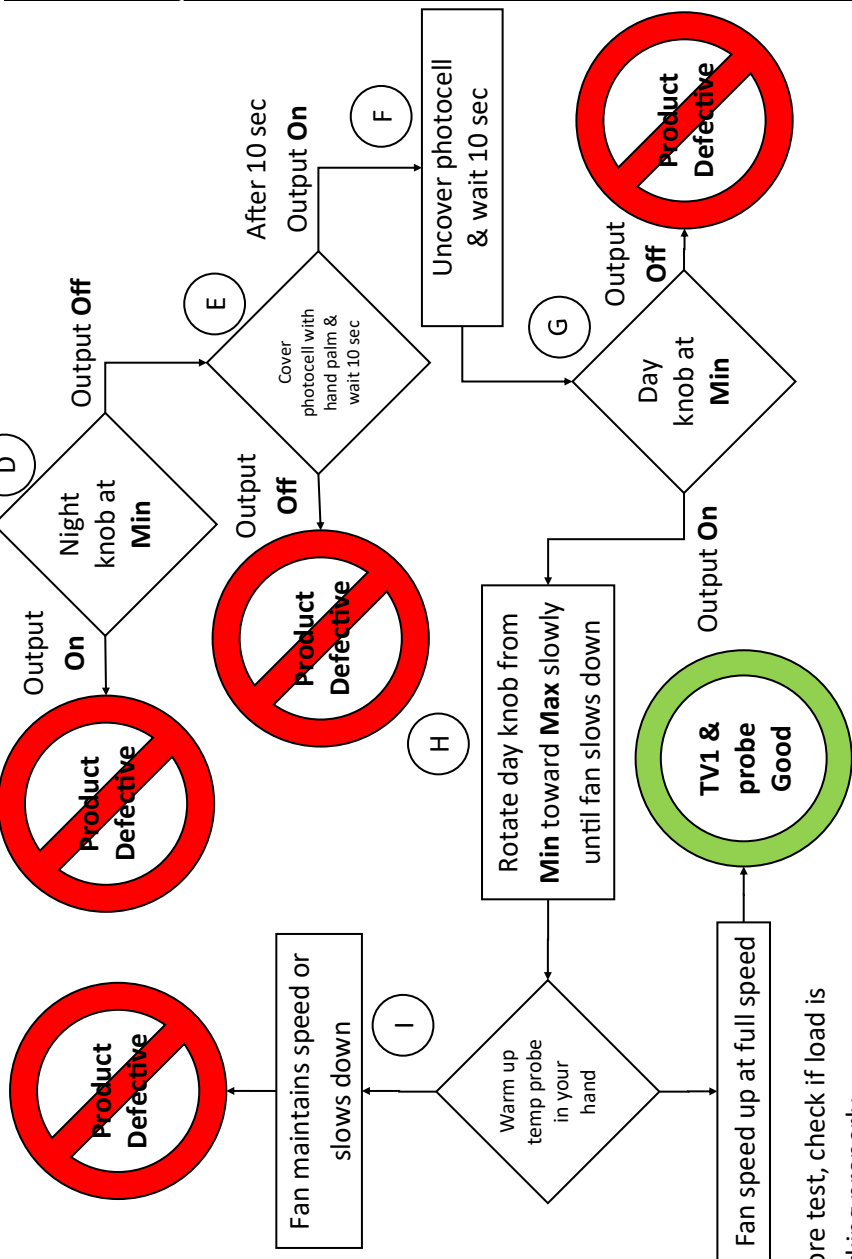 D
Night
knob at
Min
Output
On
Product
Defective
Output Off
E
Cover
photocell with
hand palm &
wait 10 sec
Output
Off
Product
Defective
After 10 sec
Output On
F
Uncover photocell
& wait 10 sec
G
Day
knob at
Min
Output
Off
Product
Defective
Output On
H
Rotate day knob from
Min toward Max slowly
until fan slows down
Warm up
temp probe
in your
hand
I
Fan maintains speed or
slows down
Product
Defective
Fan speed up at full speed
TV1 &
probe
Good
test, check if load is